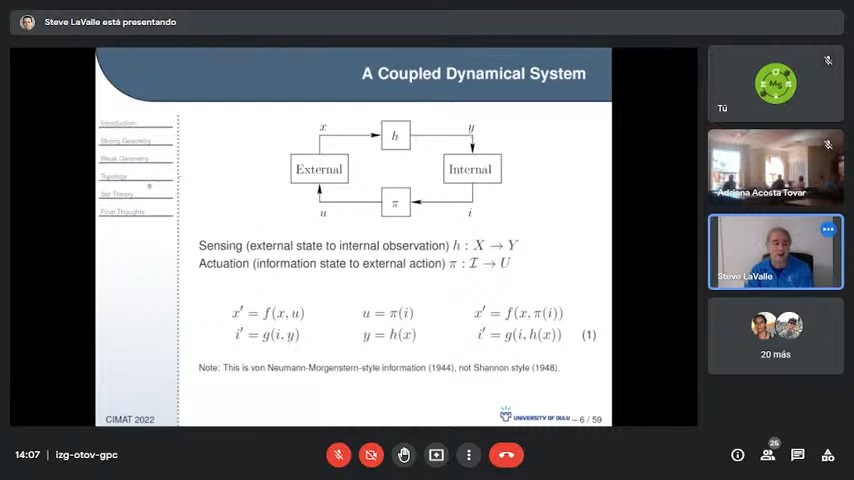 Steve LaValle está presentando
A Coupled Dynamical System
Introduction
Strong Geometry
Weak Geometry
Topology
Set Theory
Final Thoughts
x h y
External Internal
u π i
Sensing (external state to internal observation) h : X → Y
Actuation (information state to external action) π : ℐ → U
x′ = f(x, u) u = π(i) x′ = f(x, π(i))
i′ = g(i, y) y = h(x) i′ = g(i, h(x)) (1)
Note: This is von Neumann-Morgenstern-style information (1944), not Shannon style (1948).
CIMAT 2022
UNIVERSITY OF OULU – 6 / 59
MS
Tú
Adriana Acosta Tovar
Steve LaValle
20 más
14:07 izg-otov-gpc
25